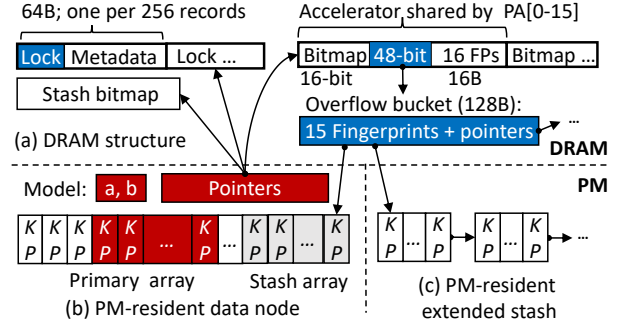 64B; one per 256 records
Lock Metadata Lock ...
Stash bitmap
(a) DRAM structure
Accelerator shared by PA[0-15]
Bitmap 48-bit 16 FPs Bitmap ...
16-bit 16B
Overflow bucket (128B):
15 Fingerprints + pointers ...
DRAM
PM
Model: a, b Pointers
K K K K K ... K ... K K ... K
P P P P P P P P P
Primary array Stash array
(b) PM-resident data node
K ... K K ... K ...
P P P P
(c) PM-resident
extended stash